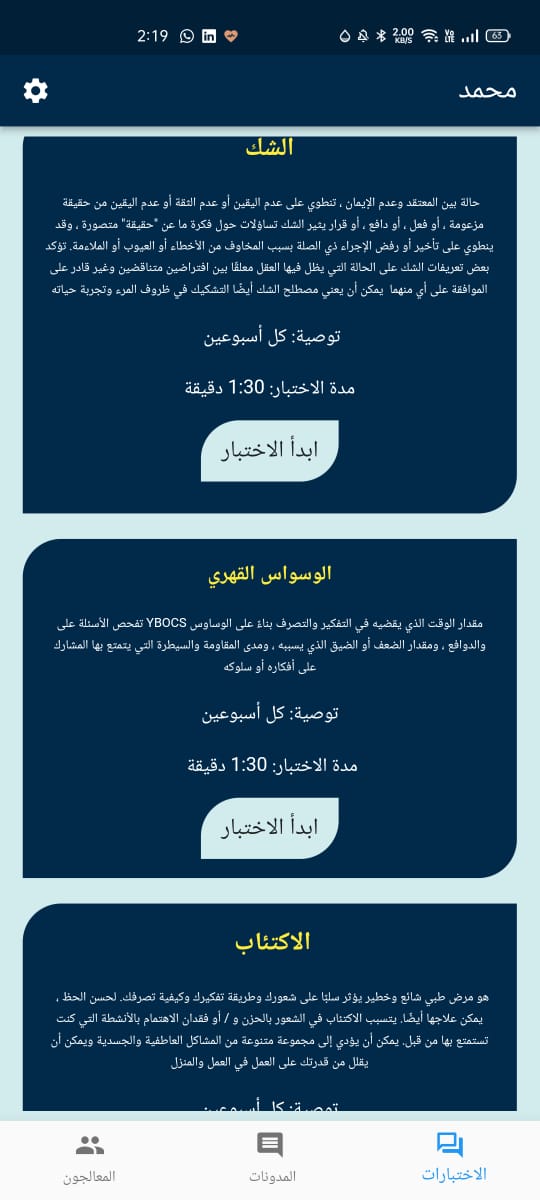 2:19
2.00 KB/S
Vo LTE
63
محمد
الشك
حالة بين المعتقد وعدم الإيمان ، تنطوي على عدم اليقين أو عدم الثقة أو عدم اليقين من حقيقة
مزعومة ، أو فعل ، أو دافع ، أو قرار يثير الشك تساؤلات حول فكرة ما عن "حقيقة" متصورة ، وقد
ينطوي على تأخير أو رفض الإجراء ذي الصلة بسبب المخاوف من الأخطاء أو العيوب أو الملاءمة. تؤكد
بعض تعريفات الشك على الحالة التي يظل فيها العقل معلقًا بين افتراضين متناقضين وغير قادر على
الموافقة على أي منهما  يمكن أن يعني مصطلح الشك أيضًا التشكيك في ظروف المرء وتجربة حياته
توصية: كل أسبوعين
مدة الاختبار: 1:30 دقيقة
ابدأ الاختبار
الوسواس القهري
مقدار الوقت الذي يقضيه في التفكير والتصرف بناءً على الوساوس YBOCS تفحص الأسئلة على
والدوافع ، ومقدار الضعف أو الضيق الذي يسببه ، ومدى المقاومة والسيطرة التي يتمتع بها المشارك
على أفكاره أو سلوكه
توصية: كل أسبوعين
مدة الاختبار: 1:30 دقيقة
ابدأ الاختبار
الاكتئاب
هو مرض طبي شائع وخطير يؤثر سلبًا على شعورك وطريقة تفكيرك وكيفية تصرفك. لحسن الحظ ،
يمكن علاجها أيضًا. يتسبب الاكتئاب في الشعور بالحزن و / أو فقدان الاهتمام بالأنشطة التي كنت
تستمتع بها من قبل. يمكن أن يؤدي إلى مجموعة متنوعة من المشاكل العاطفية والجسدية ويمكن أن
يقلل من قدرتك على العمل في العمل والمنزل
توصية: كل أسبوعين
الاختبارات
المدونات
المعالجون